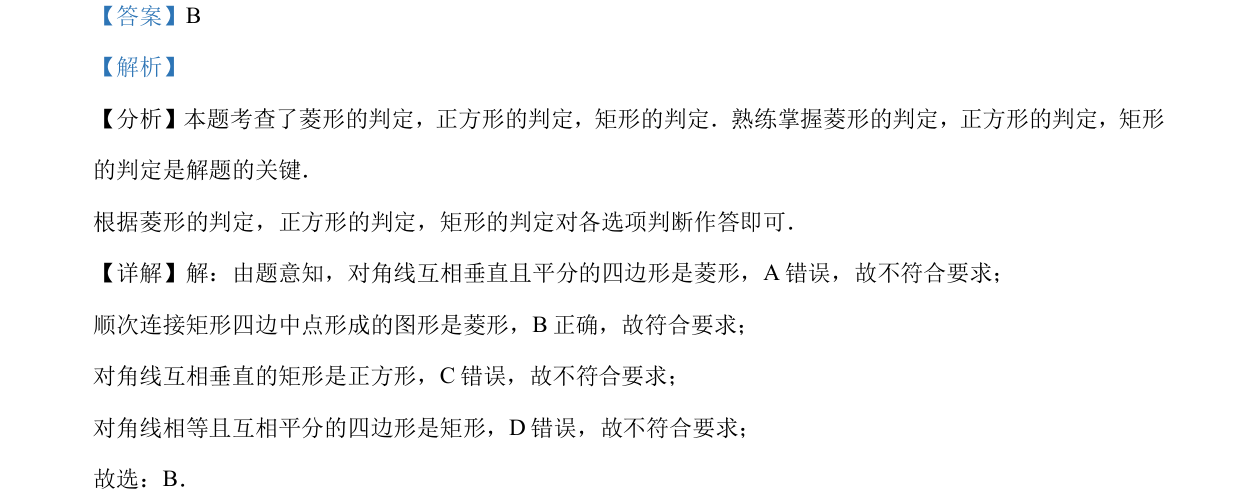 【答案】B
【解析】
【分析】本题考查了菱形的判定，正方形的判定，矩形的判定．熟练掌握菱形的判定，正方形的判定，矩形
的判定是解题的关键．
根据菱形的判定，正方形的判定，矩形的判定对各选项判断作答即可．
【详解】解：由题意知，对角线互相垂直且平分的四边形是菱形，A 错误，故不符合要求；
顺次连接矩形四边中点形成的图形是菱形，B 正确，故符合要求；
对角线互相垂直的矩形是正方形，C 错误，故不符合要求；
对角线相等且互相平分的四边形是矩形，D 错误，故不符合要求；
故选：B．